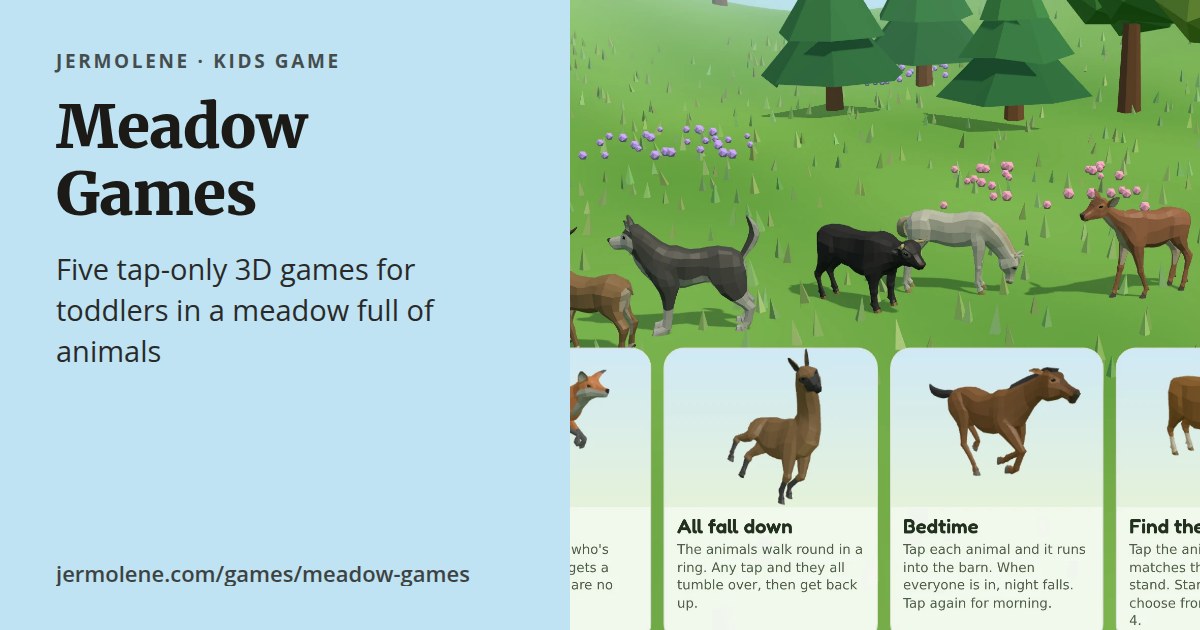 JERMOLENE · KIDS GAME
Meadow
Games
Five tap-only 3D games for
toddlers in a meadow full of
animals
jermolene.com/games/meadow-games
who's
gets a
are no
All fall down
The animals walk round in a
ring. Any tap and they all
tumble over, then get back
up.
Bedtime
Tap each animal and it runs
into the barn. When
everyone is in, night falls.
Tap again for morning.
Find the
Tap the ani
matches th
stand. Star
choose fro
4.